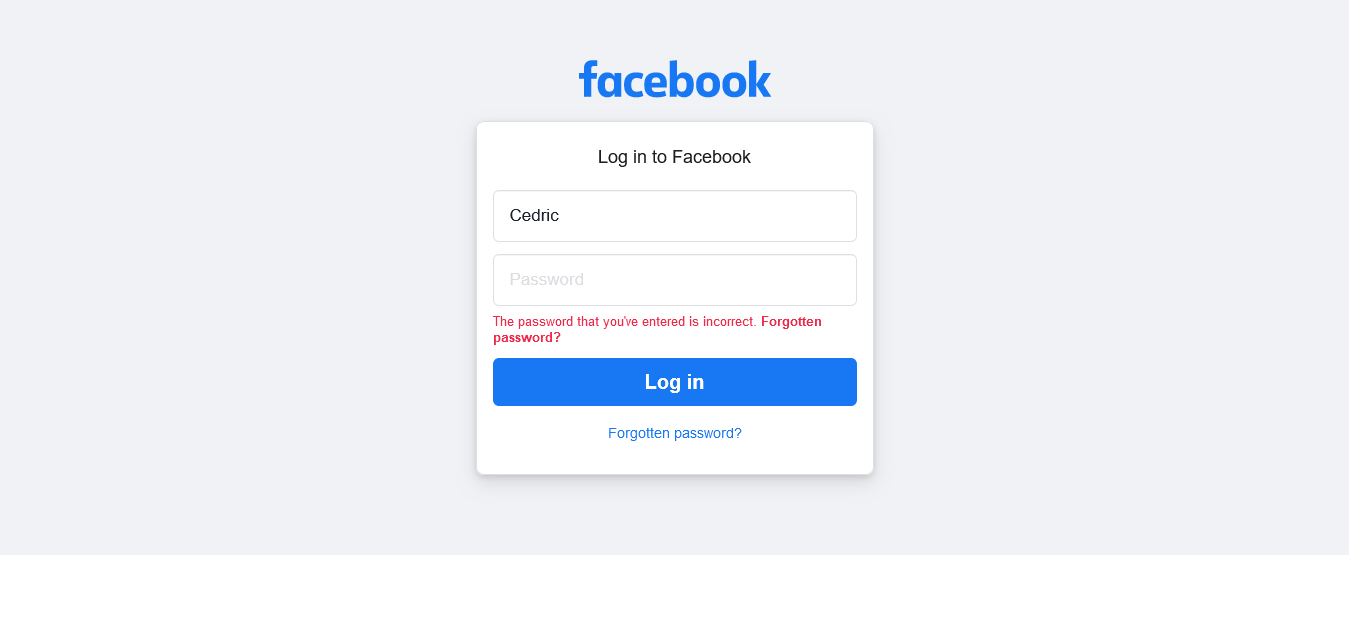 facebook
Log in to Facebook
Cedric
Password
The password that you've entered is incorrect. Forgotten
password?
Log in
Forgotten password?